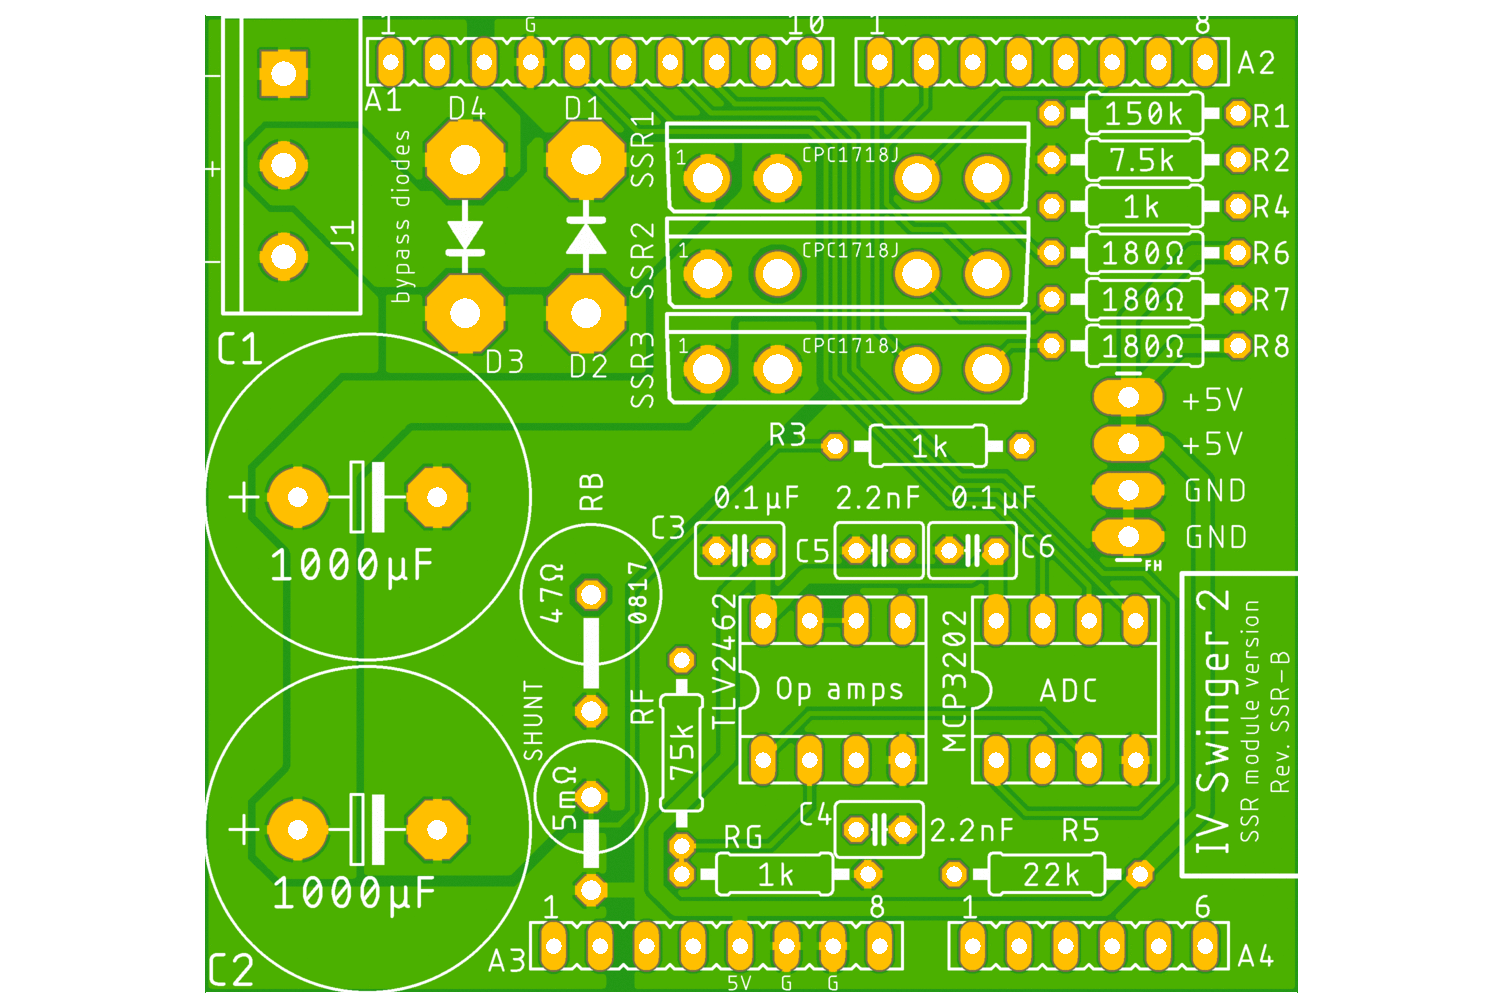 1
G
10
1
8
A1
A2
D4
D1
150k
R1
7.5k
R2
1k
R4
180Ω
R6
180Ω
R7
180Ω
R8
SSR1
1
CPC1718J
SSR2
1
CPC1718J
SSR3
1
CPC1718J
bypass diodes
J1
+
C1
D3
D2
+5V
+5V
GND
GND
FH
R3
1k
0.1µF
2.2nF
0.1µF
C3
C5
C6
+
1000µF
RB
47Ω
0817
TLV2462
Op amps
MCP3202
ADC
IV Swinger 2
SSR module version
Rev. SSR-B
SHUNT
RF
75k
5mΩ
+
1000µF
C4
2.2nF
R5
RG
1k
22k
C2
A3
1
8
5V
G
G
1
6
A4